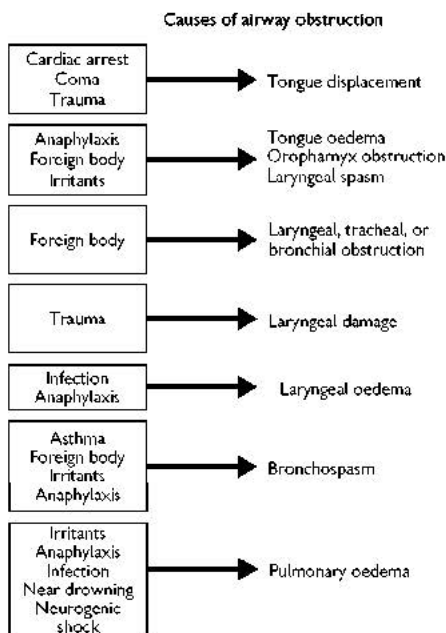 Causes of airway obstruction
Cardiac arrest
Coma
Trauma
Tongue displacement
Anaphylaxis
Foreign body
Irritants
Tongue oedema
Orophamyx obstruction
Laryngeal spasm
Foreign body
Laryngeal, tracheal, or
bronchial obstruction
Trauma
Laryngeal damage
Infection
Anaphylaxis
Laryngeal oedema
Asthma
Foreign body
Irritants
Anaphylaxis
Bronchospasm
Irritants
Anaphylaxis
Infection
Near drowning
Neurogenic
shock
Pulmonary oedema